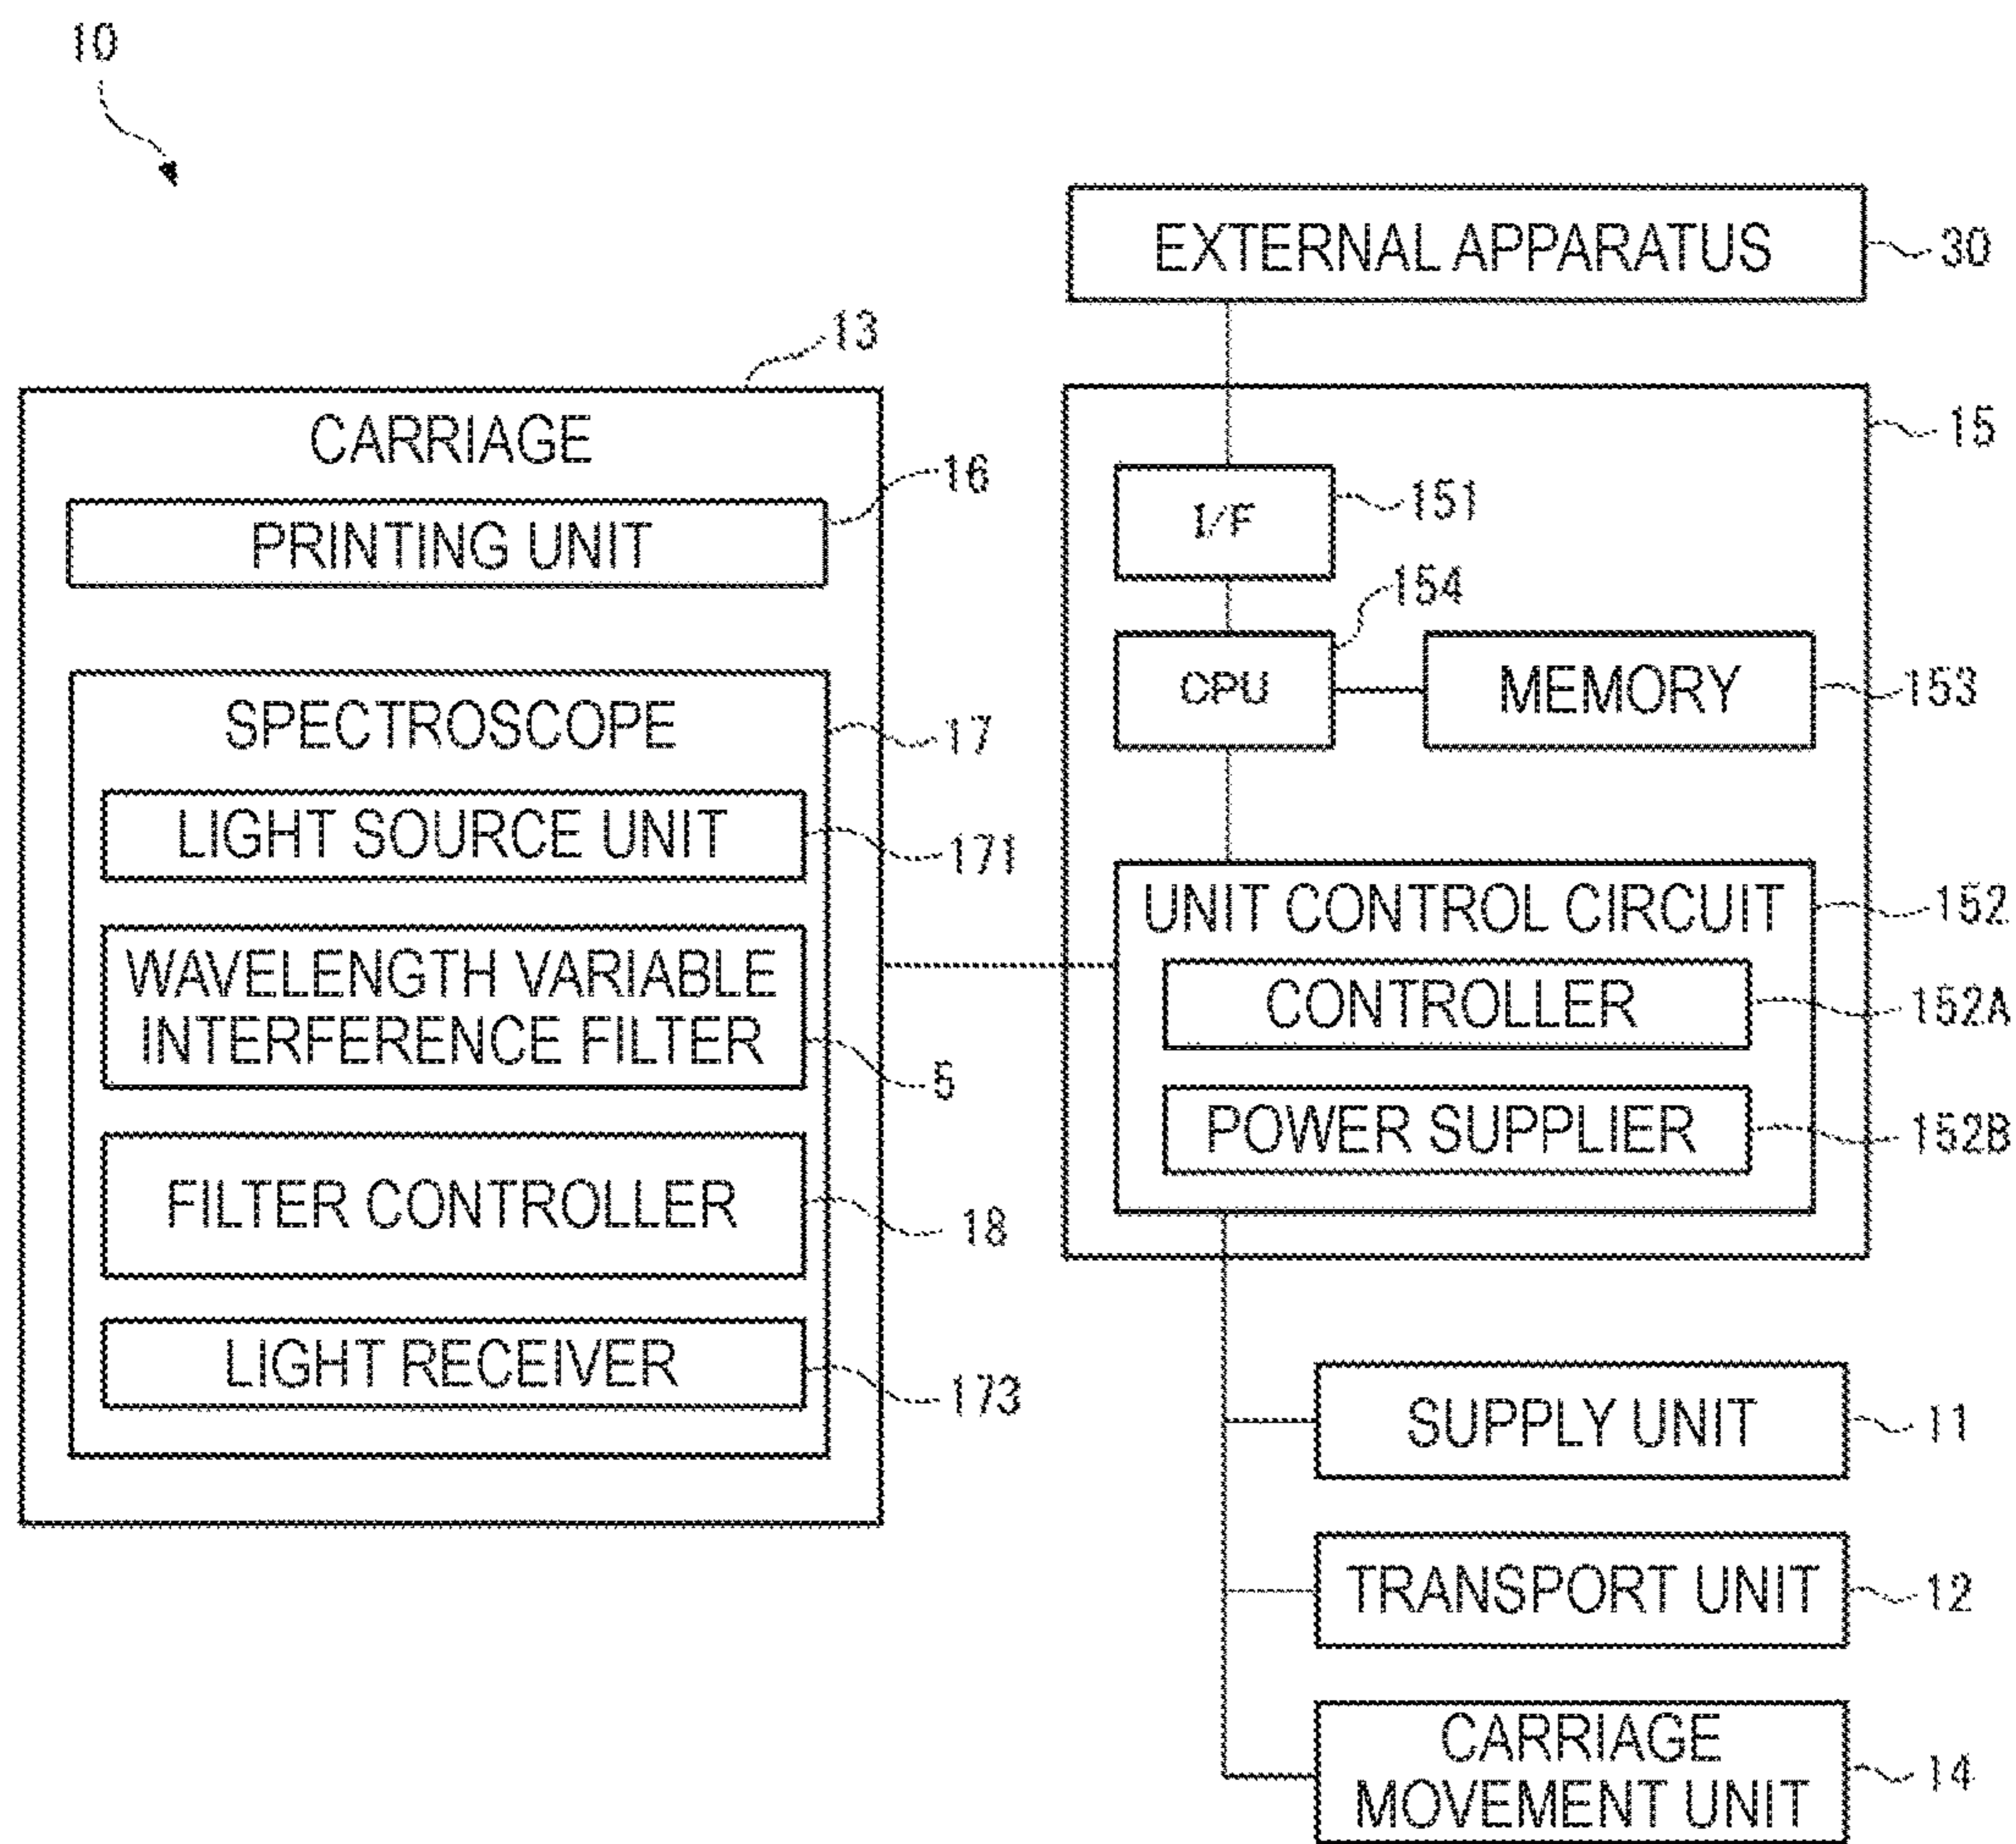 10
EXTERNAL APPARATUS
30
13
CARRIAGE
16
PRINTING UNIT
SPECTROSCOPE
17
LIGHT SOURCE UNIT
171
WAVELENGTH VARIABLE
INTERFERENCE FILTER
5
FILTER CONTROLLER
18
LIGHT RECEIVER
173
15
I/F
151
154
CPU
MEMORY
153
UNIT CONTROL CIRCUIT
152
CONTROLLER
152A
POWER SUPPLIER
152B
SUPPLY UNIT
11
TRANSPORT UNIT
12
CARRIAGE
MOVEMENT UNIT
14